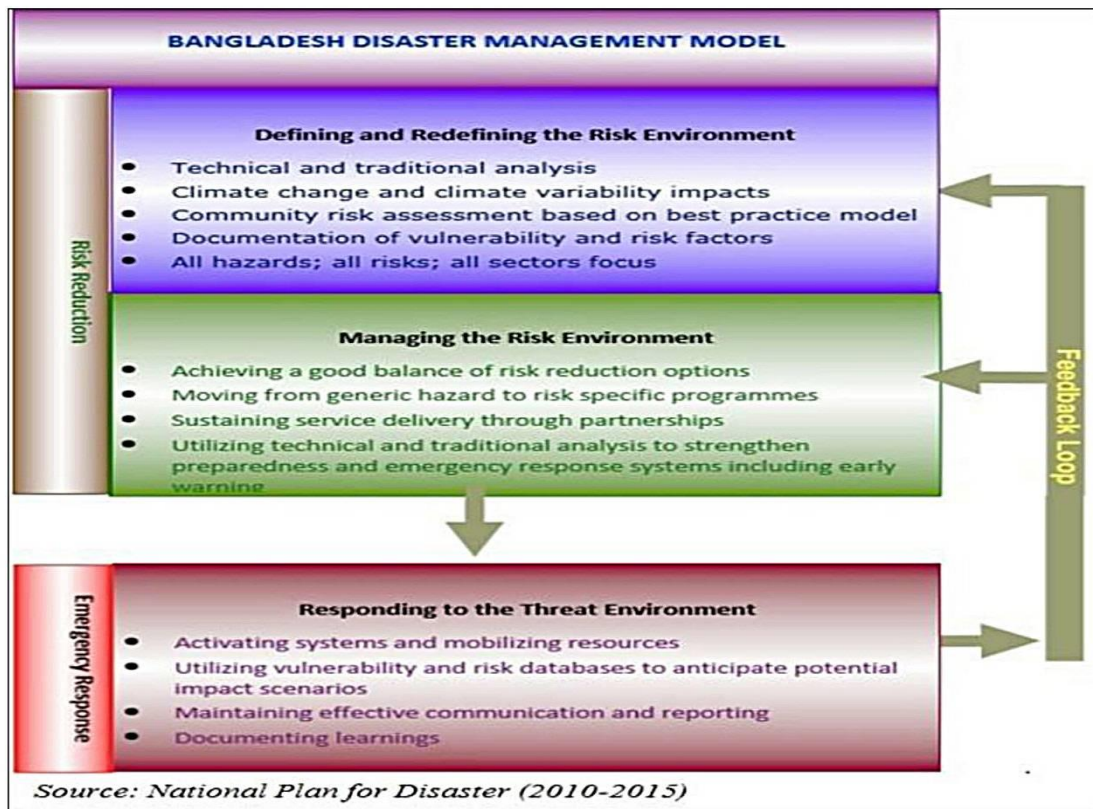 BANGLADESH DISASTER MANAGEMENT MODEL
Risk Reduction
Defining and Redefining the Risk Environment
• Technical and traditional analysis
• Climate change and climate variability impacts
• Community risk assessment based on best practice model
• Documentation of vulnerability and risk factors
• All hazards; all risks; all sectors focus
Managing the Risk Environment
• Achieving a good balance of risk reduction options
• Moving from generic hazard to risk specific programmes
• Sustaining service delivery through partnerships
• Utilizing technical and traditional analysis to strengthen
preparedness and emergency response systems including early
warning
Feedback Loop
Emergency Response
Responding to the Threat Environment
• Activating systems and mobilizing resources
• Utilizing vulnerability and risk databases to anticipate potential
impact scenarios
• Maintaining effective communication and reporting
• Documenting learnings
Source: National Plan for Disaster (2010-2015)